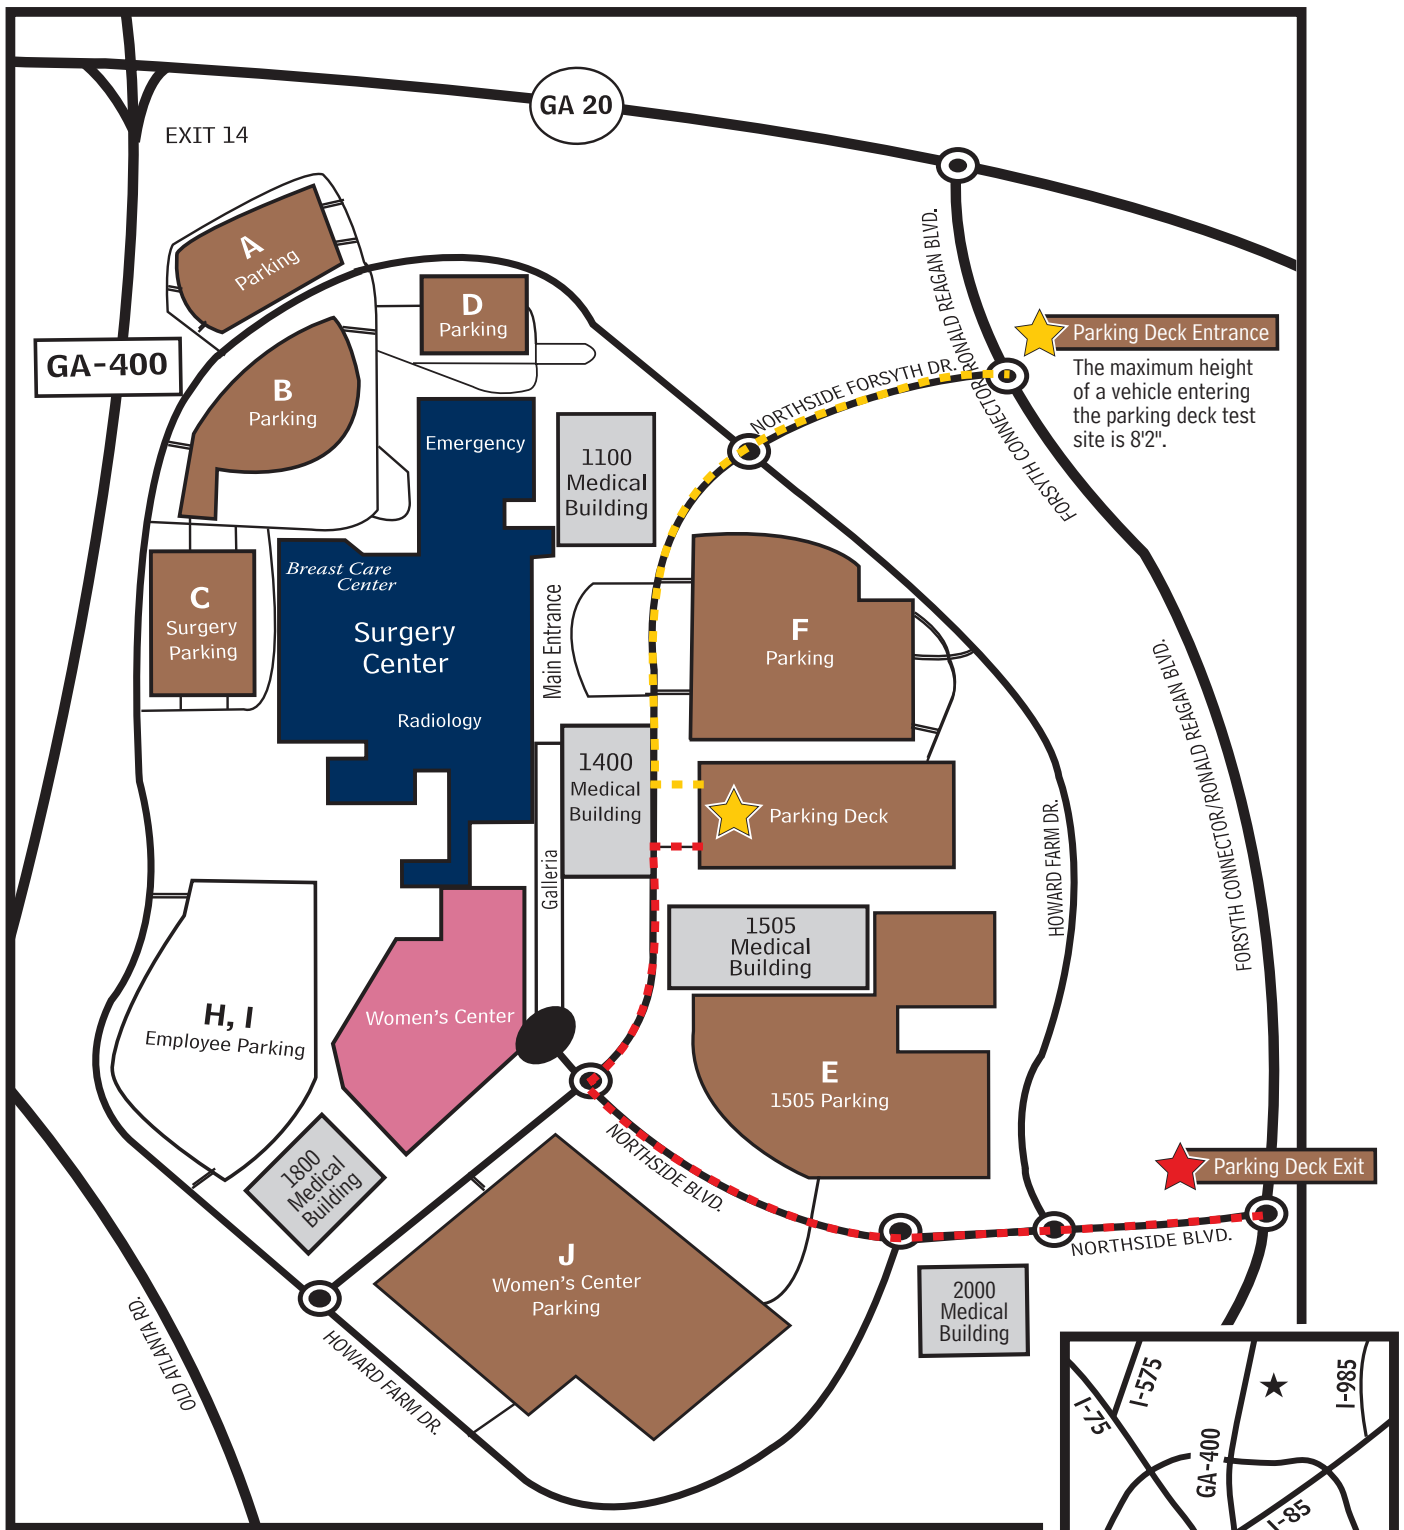 GA 20
EXIT 14
GA-400
A
Parking
B
Parking
D
Parking
C
Surgery
Parking
Emergency
Breast Care
Center
Surgery
Center
Radiology
1100
Medical
Building
Main Entrance
NORTHSIDE FORSYTH DR.
FORSYTH CONNECTOR/RONALD REAGAN BLVD.
Parking Deck Entrance
The maximum height
of a vehicle entering
the parking deck test
site is 8'2".
F
Parking
1400
Medical
Building
Parking Deck
Galleria
HOWARD FARM DR.
FORSYTH CONNECTOR/RONALD REAGAN BLVD.
1505
Medical
Building
H, I
Employee Parking
Women's Center
E
1505 Parking
1800
Medical
Building
NORTHSIDE BLVD.
Parking Deck Exit
NORTHSIDE BLVD.
J
Women's Center
Parking
2000
Medical
Building
OLD ATLANTA RD.
HOWARD FARM DR.
I-75
I-575
GA-400
I-985
I-85